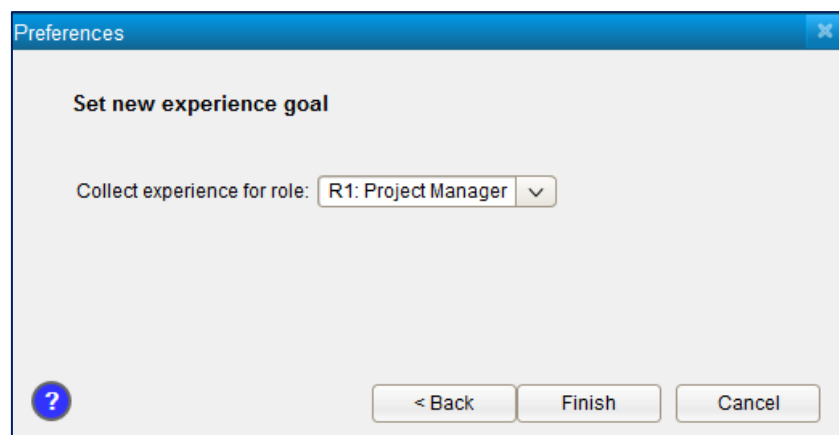 Preferences
Set new experience goal
Collect experience for role: R1: Project Manager
?
< Back Finish Cancel